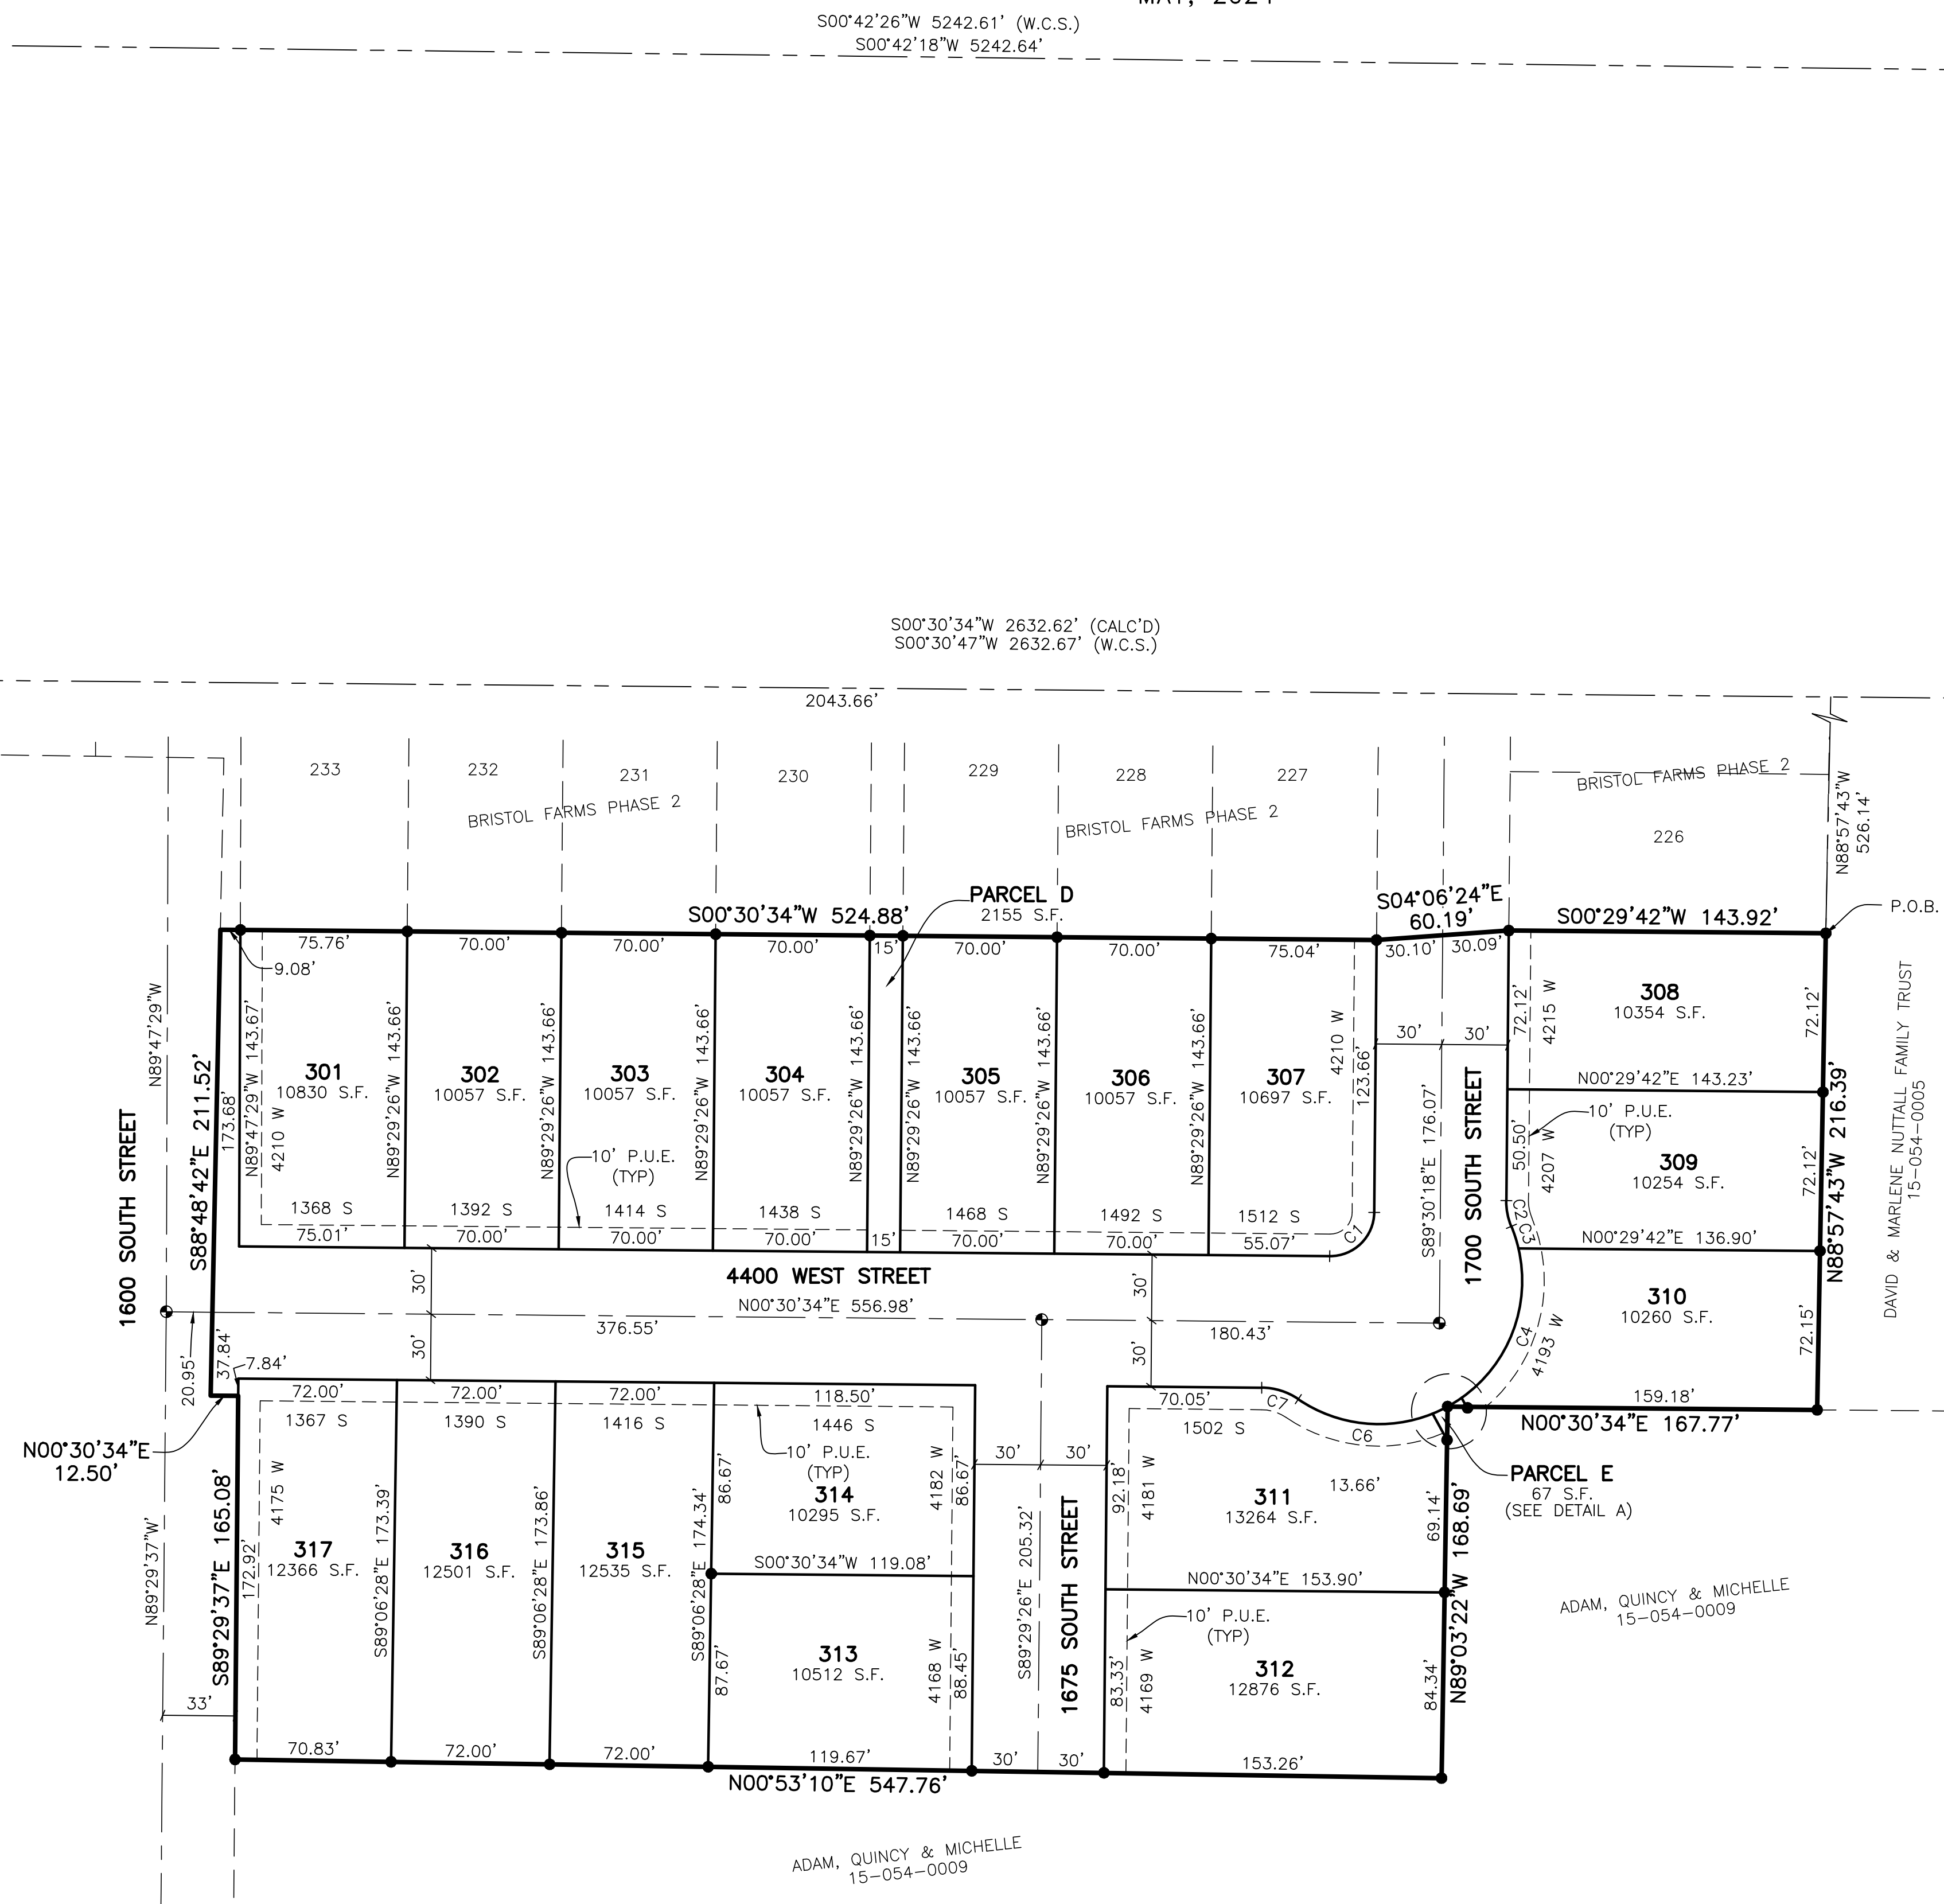 S00°42'26"W 5242.61' (W.C.S.)
S00°42'18"W 5242.64'
S00°30'34"W 2632.62' (CALC'D)
S00°30'47"W 2632.67' (W.C.S.)
2043.66'
233
232
231
230
229
228
227
226
BRISTOL FARMS PHASE 2
BRISTOL FARMS PHASE 2
BRISTOL FARMS PHASE 2
N88°57'43"W
526.14'
P.O.B.
PARCEL D
2155 S.F.
S00°30'34"W 524.88'
S04°06'24"E
60.19'
S00°29'42"W 143.92'
75.76'
70.00'
70.00'
70.00'
15'
70.00'
70.00'
75.04'
30.10'
30.09'
9.08'
N89°47'29"W
1600 SOUTH STREET
S88°48'42"E 211.52'
173.68'
N89°47'29"W 143.67'
4210 W
301
10830 S.F.
1368 S
75.01'
N89°29'26"W 143.66'
302
10057 S.F.
1392 S
70.00'
N89°29'26"W 143.66'
303
10057 S.F.
10' P.U.E.
(TYP)
1414 S
70.00'
N89°29'26"W 143.66'
304
10057 S.F.
1438 S
70.00'
N89°29'26"W 143.66'
15'
N89°29'26"W 143.66'
305
10057 S.F.
1468 S
70.00'
N89°29'26"W 143.66'
306
10057 S.F.
1492 S
70.00'
N89°29'26"W 143.66'
307
10697 S.F.
1512 S
55.07'
4210 W
123.66'
C1
30'
30'
S89°30'18"E 176.07'
1700 SOUTH STREET
72.12'
4215 W
308
10354 S.F.
72.12'
N00°29'42"E 143.23'
10' P.U.E.
(TYP)
50.50'
4207 W
309
10254 S.F.
72.12'
N00°29'42"E 136.90'
C2
C3
310
10260 S.F.
C4
4193 W
72.15'
159.18'
N00°30'34"E 167.77'
N88°57'43"W 216.39'
DAVID & MARLENE NUTTALL FAMILY TRUST
15-054-0005
4400 WEST STREET
N00°30'34"E 556.98'
376.55'
180.43'
30'
30'
30'
30'
20.95'
37.84'
7.84'
N00°30'34"E
12.50'
72.00'
72.00'
72.00'
118.50'
1367 S
1390 S
1416 S
1446 S
10' P.U.E.
(TYP)
N89°29'37"W'
S89°29'37"E 165.08'
172.92'
4175 W
317
12366 S.F.
S89°06'28"E 173.39'
316
12501 S.F.
S89°06'28"E 173.86'
315
12535 S.F.
S89°06'28"E 174.34'
86.67'
314
10295 S.F.
4182 W
86.67'
S00°30'34"W 119.08'
87.67'
313
10512 S.F.
4168 W
88.45'
30'
30'
S89°29'26"E 205.32'
1675 SOUTH STREET
70.05'
C7
C6
1502 S
92.18'
4181 W
311
13264 S.F.
13.66'
69.14'
PARCEL E
67 S.F.
(SEE DETAIL A)
N00°30'34"E 153.90'
10' P.U.E.
(TYP)
83.33'
4169 W
312
12876 S.F.
84.34'
N89°03'22"W 168.69'
ADAM, QUINCY & MICHELLE
15-054-0009
33'
70.83'
72.00'
72.00'
119.67'
30'
30'
153.26'
N00°53'10"E 547.76'
ADAM, QUINCY & MICHELLE
15-054-0009